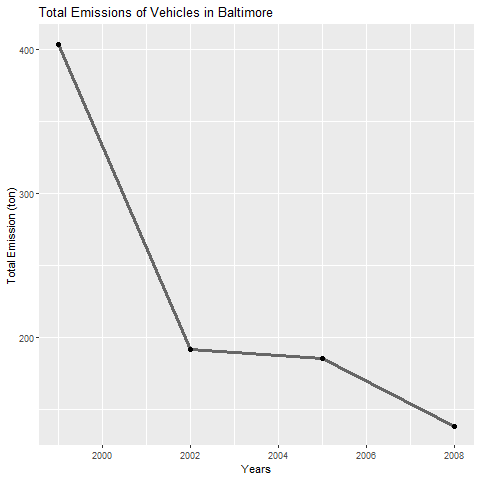 Total Emissions of Vehicles in Baltimore
Total Emission (ton)
400
300
200
2000 2002 2004 2006 2008
Years